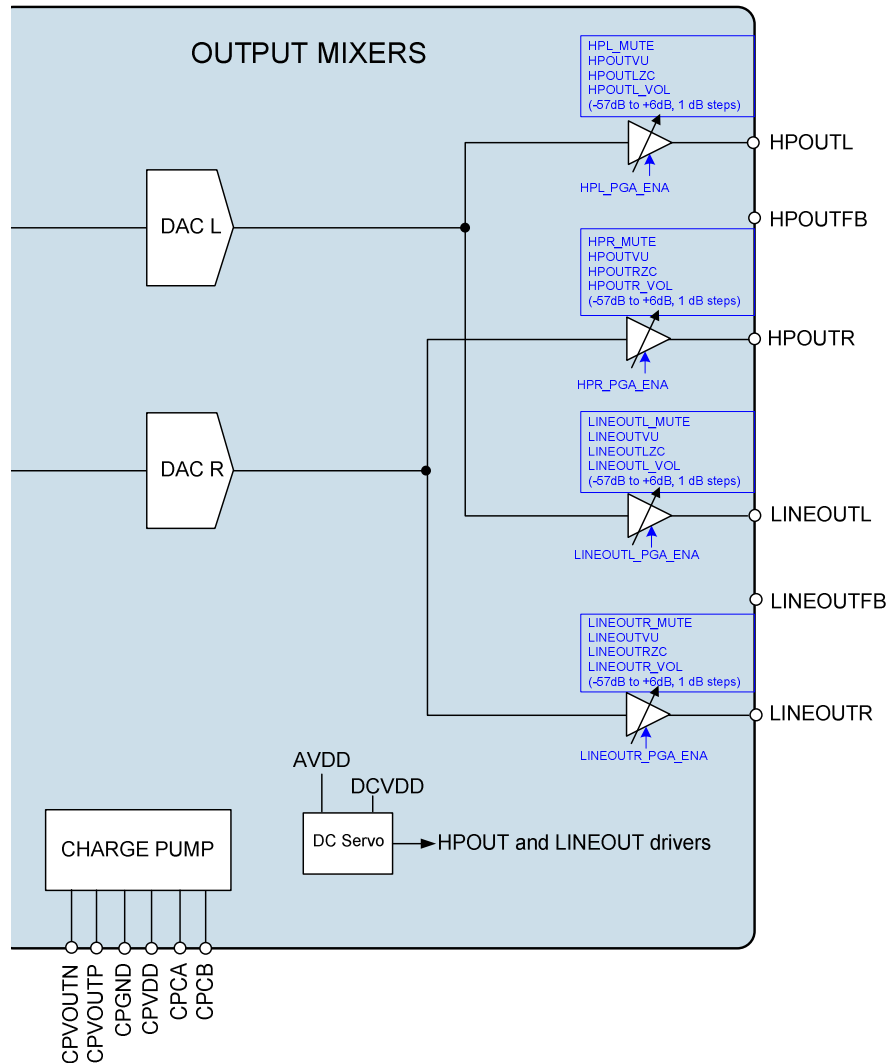 OUTPUT MIXERS
HPL_MUTE
HPOUTVU
HPOUTLZC
HPOUTL_VOL
(-57dB to +6dB, 1 dB steps)
HPOUTL
HPL_PGA_ENA
DAC L
HPOUTFB
HPR_MUTE
HPOUTVU
HPOUTRZC
HPOUTR_VOL
(-57dB to +6dB, 1 dB steps)
HPOUTR
HPR_PGA_ENA
LINEOUTL_MUTE
LINEOUTVU
LINEOUTLZC
LINEOUTL_VOL
(-57dB to +6dB, 1 dB steps)
DAC R
LINEOUTL
LINEOUTL_PGA_ENA
LINEOUTFB
LINEOUTR_MUTE
LINEOUTVU
LINEOUTRZC
LINEOUTR_VOL
(-57dB to +6dB, 1 dB steps)
LINEOUTR
LINEOUTR_PGA_ENA
AVDD
DCVDD
CHARGE PUMP
DC Servo
HPOUT and LINEOUT drivers
CPVOUTN
CPVOUTP
CPGND
CPVDD
CPCA
CPCB